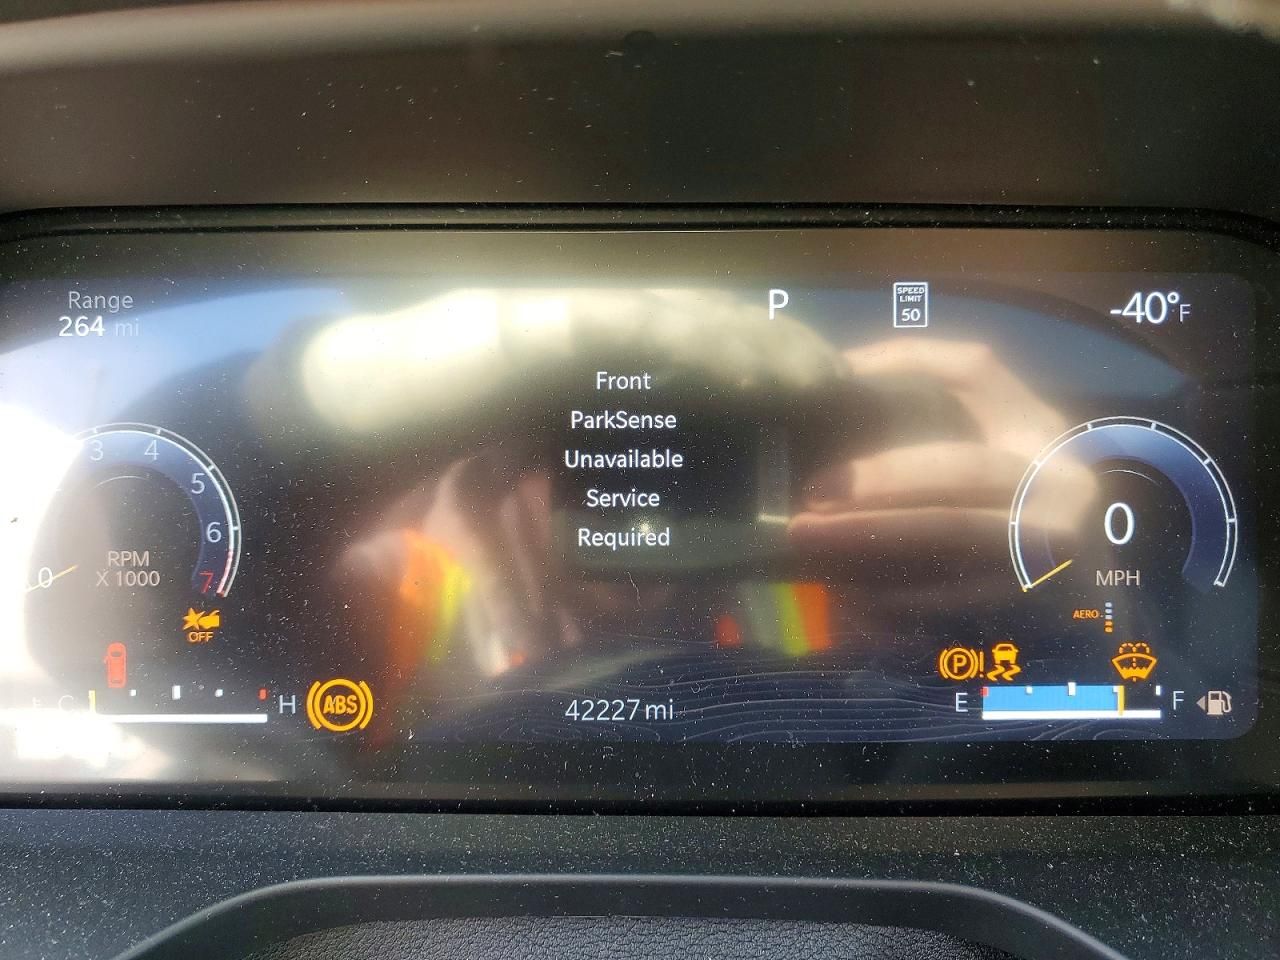 Range
264 mi
P
SPEED
LIMIT
50
-40°F
Front
ParkSense
Unavailable
Service
Required
3
4
5
6
7
0
RPM
X 1000
OFF
C
H
ABS
42227 mi
0
MPH
AERO
P
!
E
F